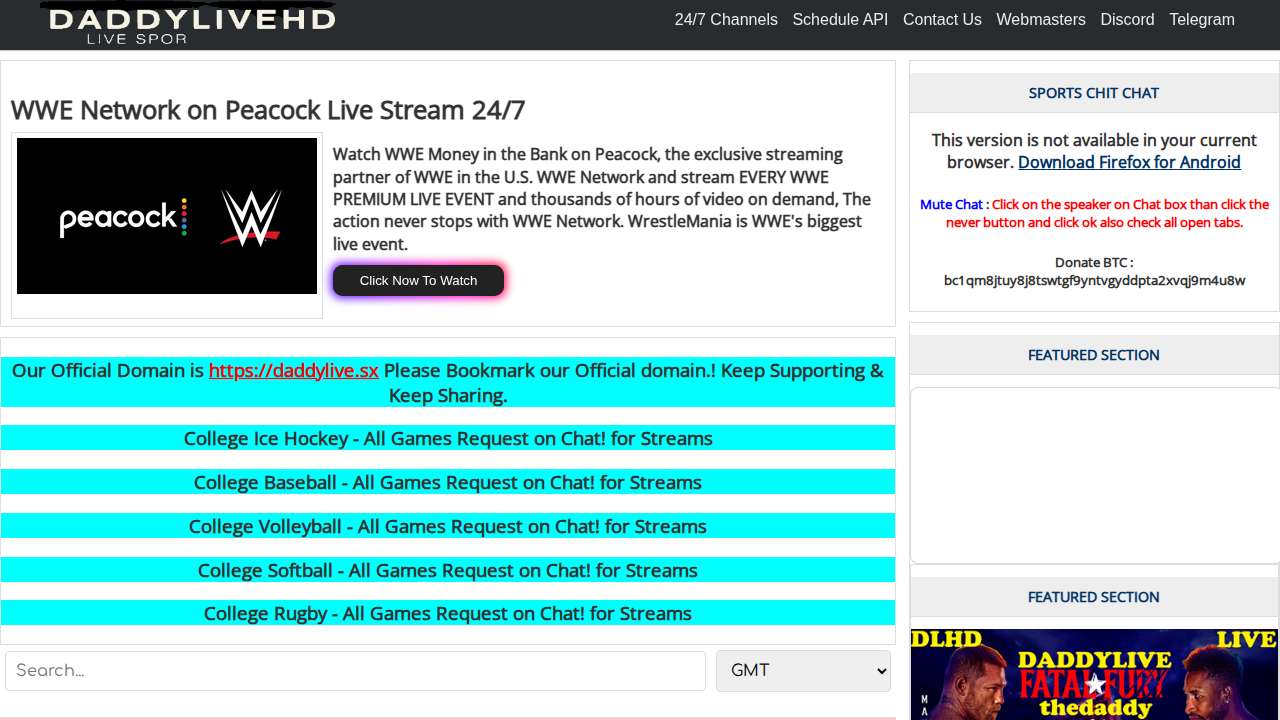 DADDYLIVEHD
LIVE SPOR
24/7 Channels Schedule API Contact Us Webmasters Discord Telegram
WWE Network on Peacock Live Stream 24/7
peacock W
Watch WWE Money in the Bank on Peacock, the exclusive streaming
partner of WWE in the U.S. WWE Network and stream EVERY WWE
PREMIUM LIVE EVENT and thousands of hours of video on demand, The
action never stops with WWE Network. WrestleMania is WWE's biggest
live event.
Click Now To Watch
Our Official Domain is https://daddylive.sx Please Bookmark our Official domain.! Keep Supporting &
Keep Sharing.
College Ice Hockey - All Games Request on Chat! for Streams
College Baseball - All Games Request on Chat! for Streams
College Volleyball - All Games Request on Chat! for Streams
College Softball - All Games Request on Chat! for Streams
College Rugby - All Games Request on Chat! for Streams
Search...
GMT
SPORTS CHIT CHAT
This version is not available in your current
browser. Download Firefox for Android
Mute Chat : Click on the speaker on Chat box than click the
never button and click ok also check all open tabs.
Donate BTC :
bc1qm8jtuy8j8tswtgf9yntvgyddpta2xvqj9m4u8w
FEATURED SECTION
FEATURED SECTION
DLHD LIVE
DADDYLIVE
FATAL FURY
thedaddy
M
A